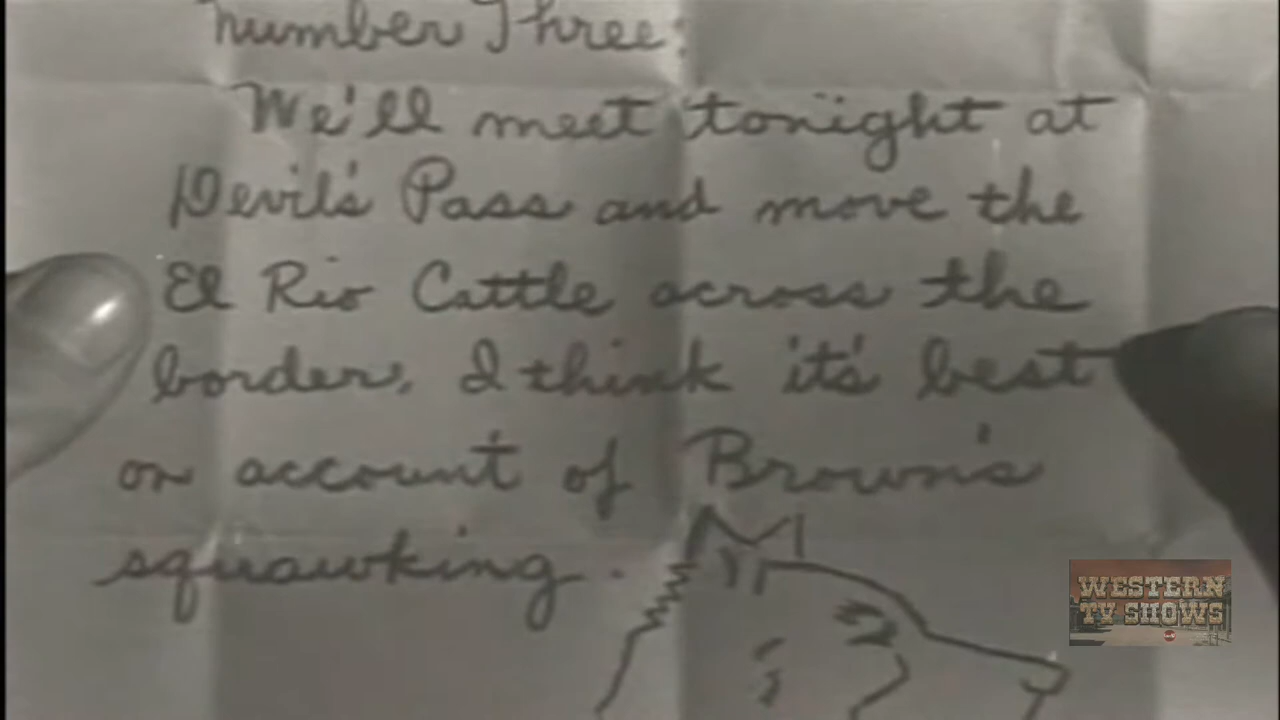 Number Three:
We'll meet tonight at
Devil's Pass and move the
El Rio Cattle across the
border. I think it's best
on account of Brown's
squawking.
WESTERN
TV SHOWS